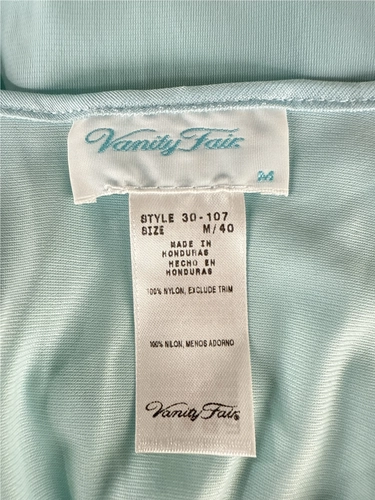 Vanity Fair®
M
STYLE 30-107
SIZE M/40
MADE IN
HONDURAS
HECHO EN
HONDURAS
100% NYLON, EXCLUDE TRIM
100% NILON, MENOS ADORNO
Vanity Fair®